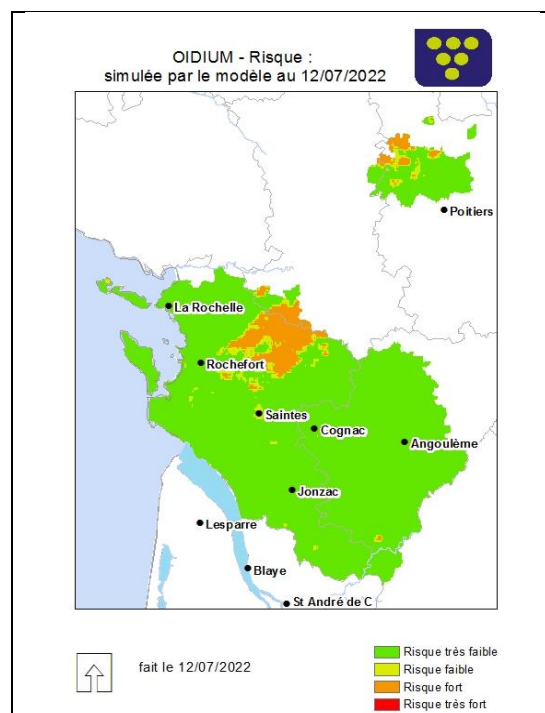 OIDIUM - Risque :
simulée par le modèle au 12/07/2022
Poitiers
La Rochelle
Rochefort
Saintes
Cognac
Angoulême
Jonzac
Lesparre
Blaye
St André de C
fait le 12/07/2022
Risque très faible
Risque faible
Risque fort
Risque très fort